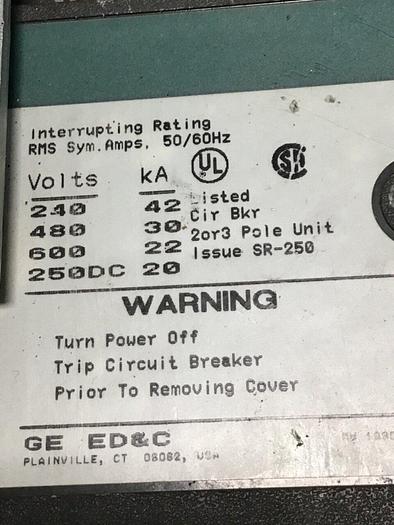 Interrupting Rating
RMS Sym. Amps. 50/60Hz
UL
Volts kA
240 42 Listed
480 30 Cir Bkr
600 22 2or3 Pole Unit
250DC 20 Issue SR-250
WARNING
Turn Power Off
Trip Circuit Breaker
Prior To Removing Cover
GE ED&C
PLAINVILLE, CT 06062, USA